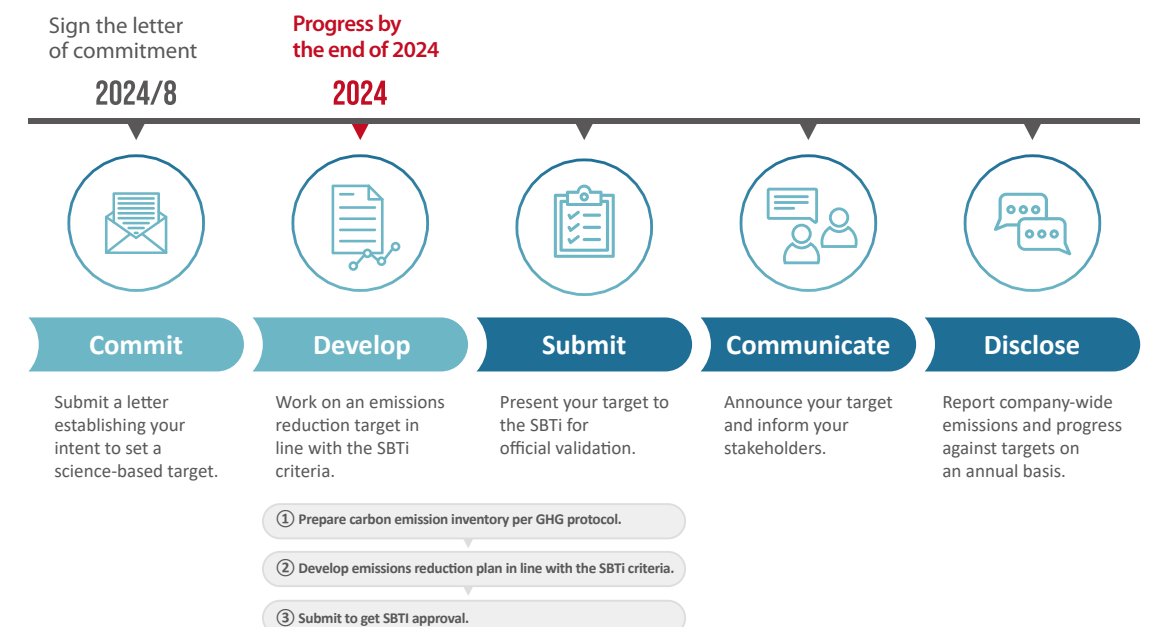 Sign the letter
of commitment
2024/8
Progress by
the end of 2024
2024
Commit
Develop
Submit
Communicate
Disclose
Submit a letter
establishing your
intent to set a
science-based target.
Work on an emissions
reduction target in
line with the SBTi
criteria.
Present your target to
the SBTi for
official validation.
Announce your target
and inform your
stakeholders.
Report company-wide
emissions and progress
against targets on
an annual basis.
① Prepare carbon emission inventory per GHG protocol.
② Develop emissions reduction plan in line with the SBTi criteria.
③ Submit to get SBTI approval.